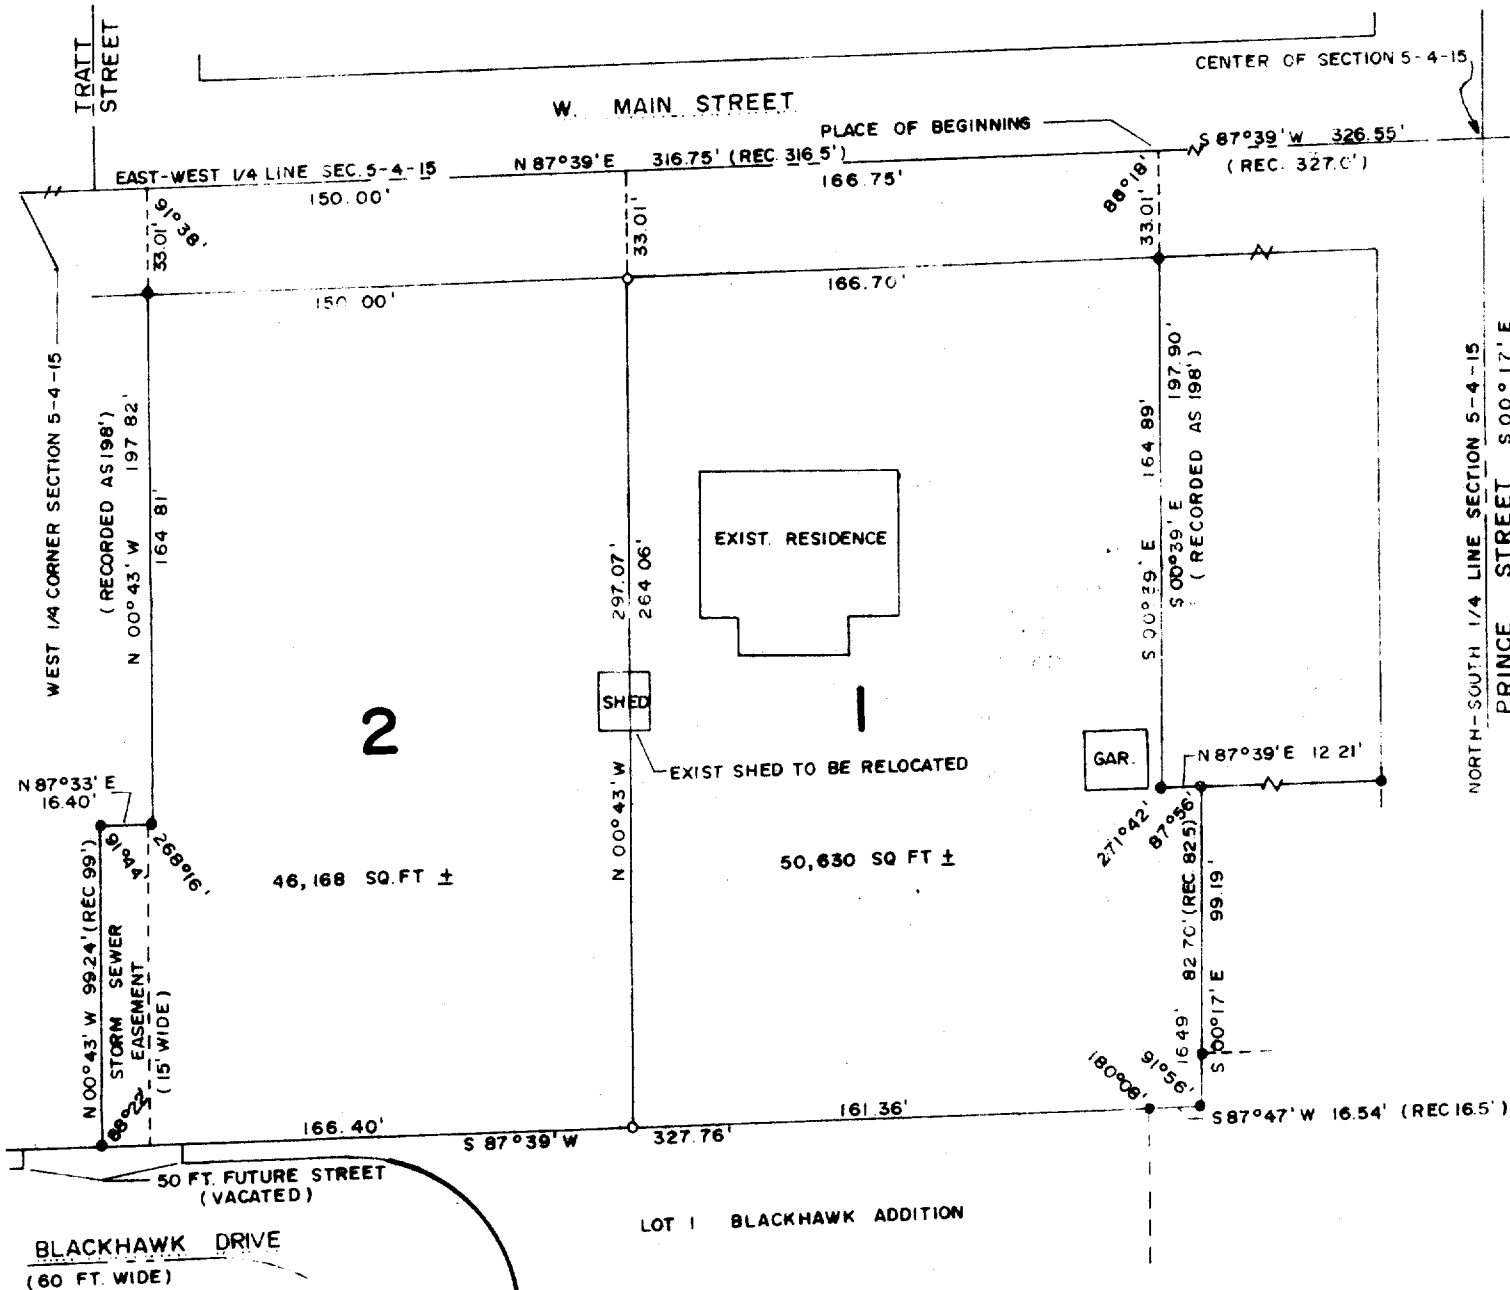 TRATT
STREET
CENTER OF SECTION 5-4-15
W. MAIN STREET
PLACE OF BEGINNING
S 87°39' W 326.55'
(REC. 327.0')
EAST-WEST 1/4 LINE SEC. 5-4-15
N 87°39' E 316.75' (REC. 316.5')
150.00'
166.75'
91°38'
33.01'
33.01'
88°18'
33.01'
150.00'
166.70'
WEST 1/4 CORNER SECTION 5-4-15
(RECORDED AS 198')
N 00°43' W 197 82'
164 81'
297.07'
264 06'
N 00°43' W
EXIST. RESIDENCE
S 00°39' E 164 89'
S 00°39' E 197.90'
(RECORDED AS 198')
NORTH-SOUTH 1/4 LINE SECTION 5-4-15
PRINCE STREET S 00°17' E
SHED
2
1
EXIST SHED TO BE RELOCATED
GAR.
N 87°39' E 12 21'
N 87°33' E
16.40'
91°44'
268°16'
271°42'
87°56'
46,168 SQ.FT ±
50,630 SQ FT ±
N 00°43' W 99.24' (REC 99')
STORM SEWER
EASEMENT
(15' WIDE)
88°22'
16 49' 82 70' (REC 82.5)
S 00°17' E 99.19'
180°08'
91°56'
166.40'
161.36'
S 87°39' W 327.76'
S 87°47' W 16.54' (REC 16.5')
50 FT. FUTURE STREET
(VACATED)
LOT 1 BLACKHAWK ADDITION
BLACKHAWK DRIVE
(60 FT. WIDE)